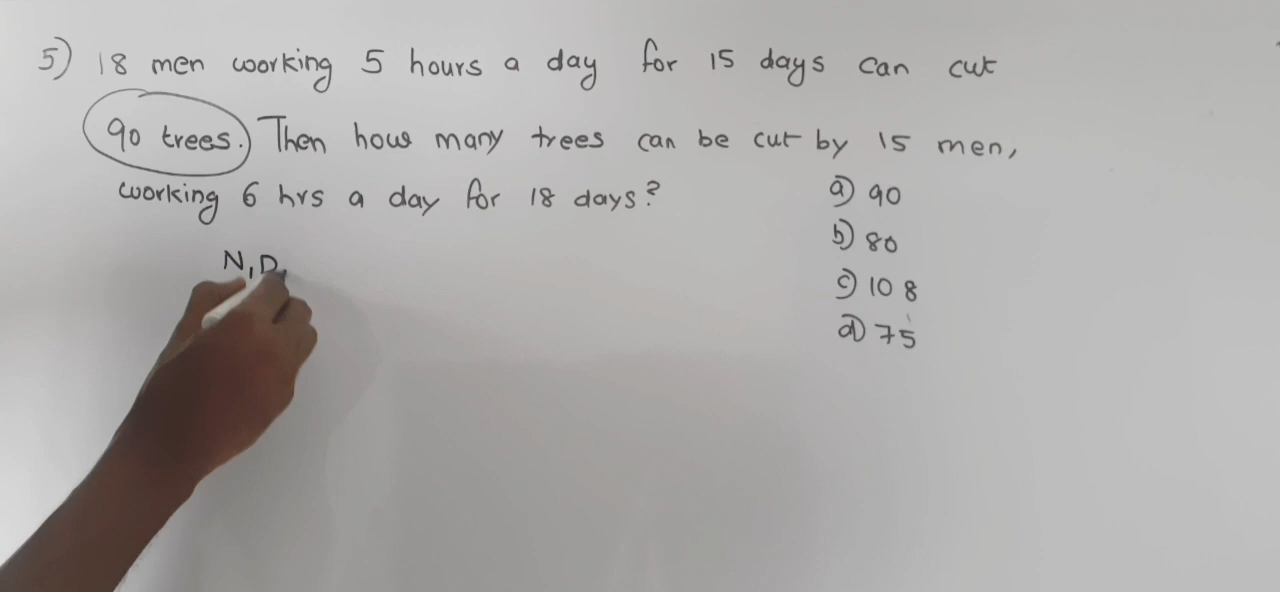 5) 18 men working 5 hours a day for 15 days can cut
90 trees. Then how many trees can be cut by 15 men,
working 6 hrs a day for 18 days?
a) 90
b) 80
c) 108
d) 75
N₁D₁